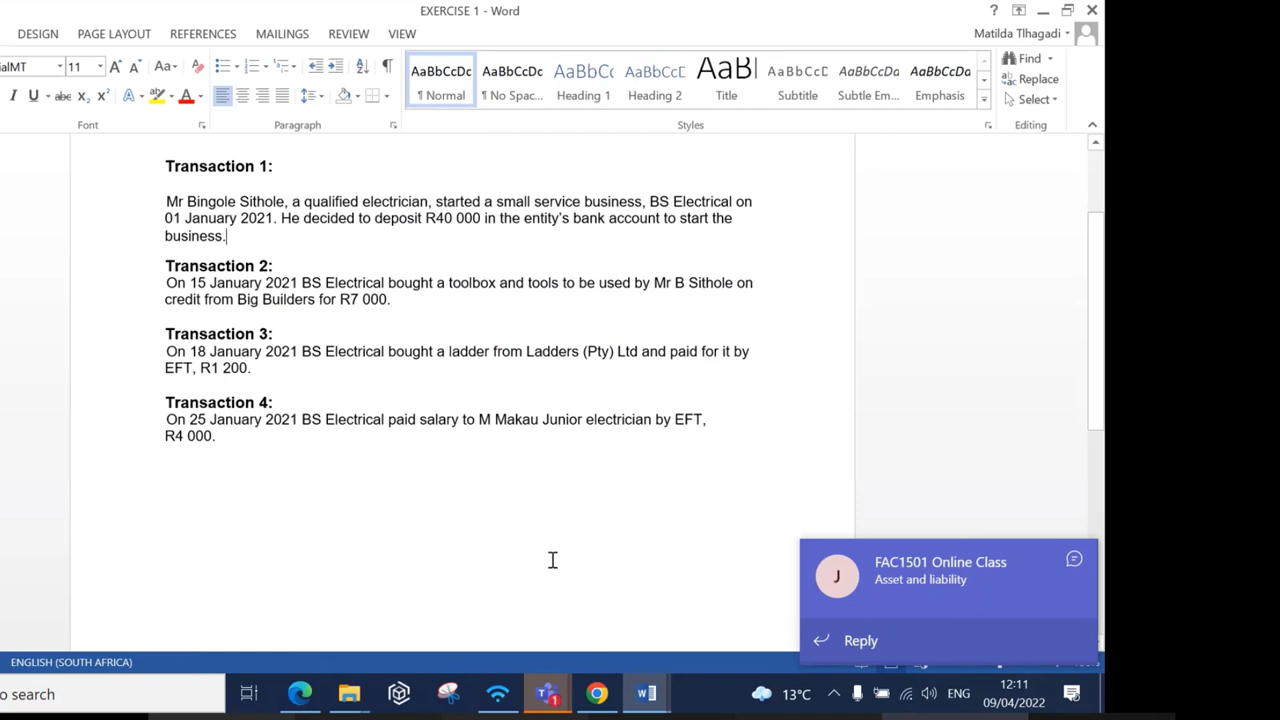 EXERCISE 1 - Word
?
DESIGN PAGE LAYOUT REFERENCES MAILINGS REVIEW VIEW
Matilda Tlhagadi
ialMT 11 Aa
AaBbCcDc AaBbCcDc AaBbCc AaBbCcC AaB AaBbCcD AaBbCcDa AaBbCcDa
¶ Normal ¶ No Spac... Heading 1 Heading 2 Title Subtitle Subtle Em... Emphasis
Find
Replace
Select
I U abc X₂ X² A A
Font Paragraph Styles Editing
Transaction 1:
Mr Bingole Sithole, a qualified electrician, started a small service business, BS Electrical on
01 January 2021. He decided to deposit R40 000 in the entity’s bank account to start the
business.
Transaction 2:
On 15 January 2021 BS Electrical bought a toolbox and tools to be used by Mr B Sithole on
credit from Big Builders for R7 000.
Transaction 3:
On 18 January 2021 BS Electrical bought a ladder from Ladders (Pty) Ltd and paid for it by
EFT, R1 200.
Transaction 4:
On 25 January 2021 BS Electrical paid salary to M Makau Junior electrician by EFT,
R4 000.
J
FAC1501 Online Class
Asset and liability
Reply
ENGLISH (SOUTH AFRICA)
o search
1
13°C
ENG
12:11
09/04/2022